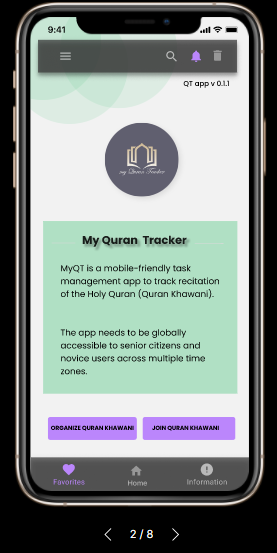 9:41
QT app v 0.1.1
my Quran Tracker
My Quran Tracker
MyQT is a mobile-friendly task
management app to track recitation
of the Holy Quran (Quran Khawani).
The app needs to be globally
accessible to senior citizens and
novice users across multiple time
zones.
ORGANIZE QURAN KHAWANI
JOIN QURAN KHAWANI
Favorites
Home
Information
2 / 8